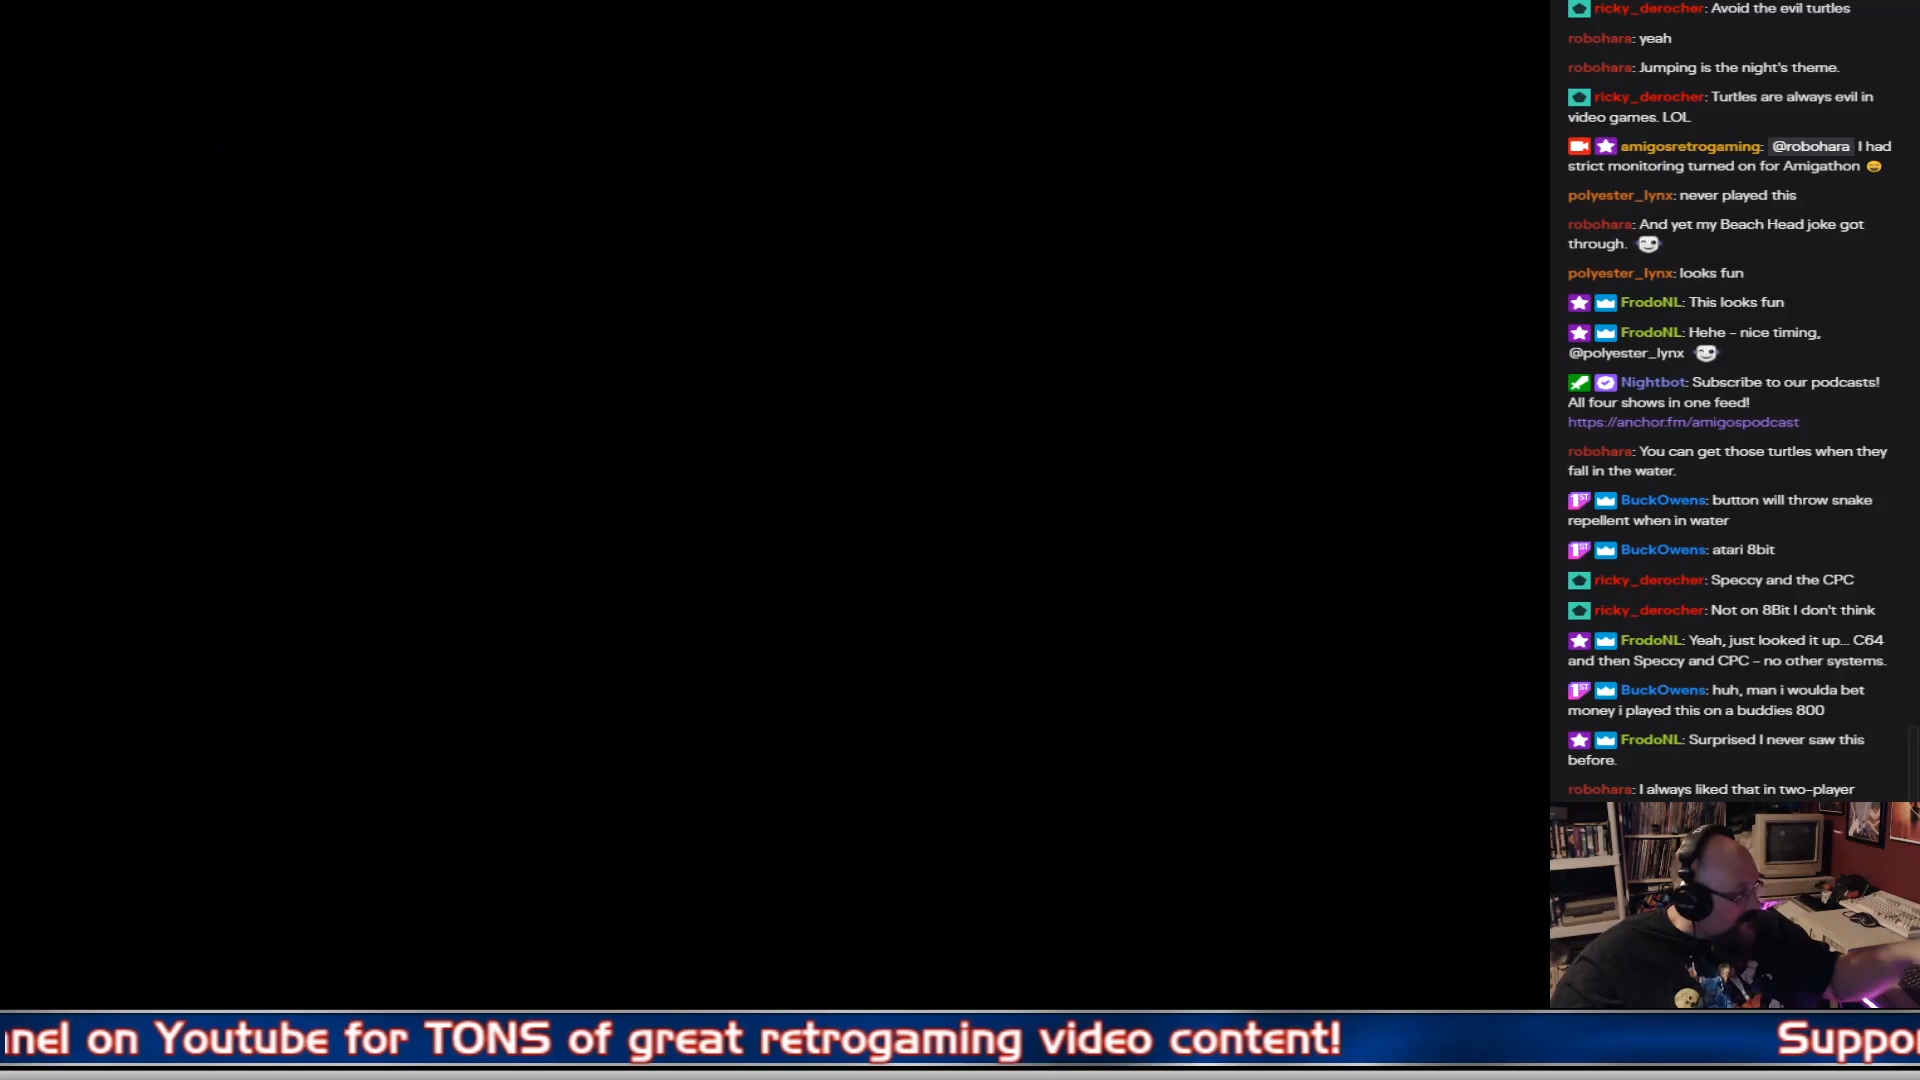 ricky_derocher: Avoid the evil turtles
robohara: yeah
robohara: Jumping is the night's theme.
ricky_derocher: Turtles are always evil in
video games. LOL
amigosretrogaming: @robohara I had
strict monitoring turned on for Amigathon
polyester_lynx: never played this
robohara: And yet my Beach Head joke got
through.
polyester_lynx: looks fun
FrodoNL: This looks fun
FrodoNL: Hehe - nice timing,
@polyester_lynx
Nightbot: Subscribe to our podcasts!
All four shows in one feed!
https://anchor.fm/amigospodcast
robohara: You can get those turtles when they
fall in the water.
1ST BuckOwens: button will throw snake
repellent when in water
1ST BuckOwens: atari 8bit
ricky_derocher: Speccy and the CPC
ricky_derocher: Not on 8Bit I don't think
FrodoNL: Yeah, just looked it up... C64
and then Speccy and CPC - no other systems.
1ST BuckOwens: huh, man i woulda bet
money i played this on a buddies 800
FrodoNL: Surprised I never saw this
before.
robohara: I always liked that in two-player
nel on Youtube for TONS of great retrogaming video content! Suppor